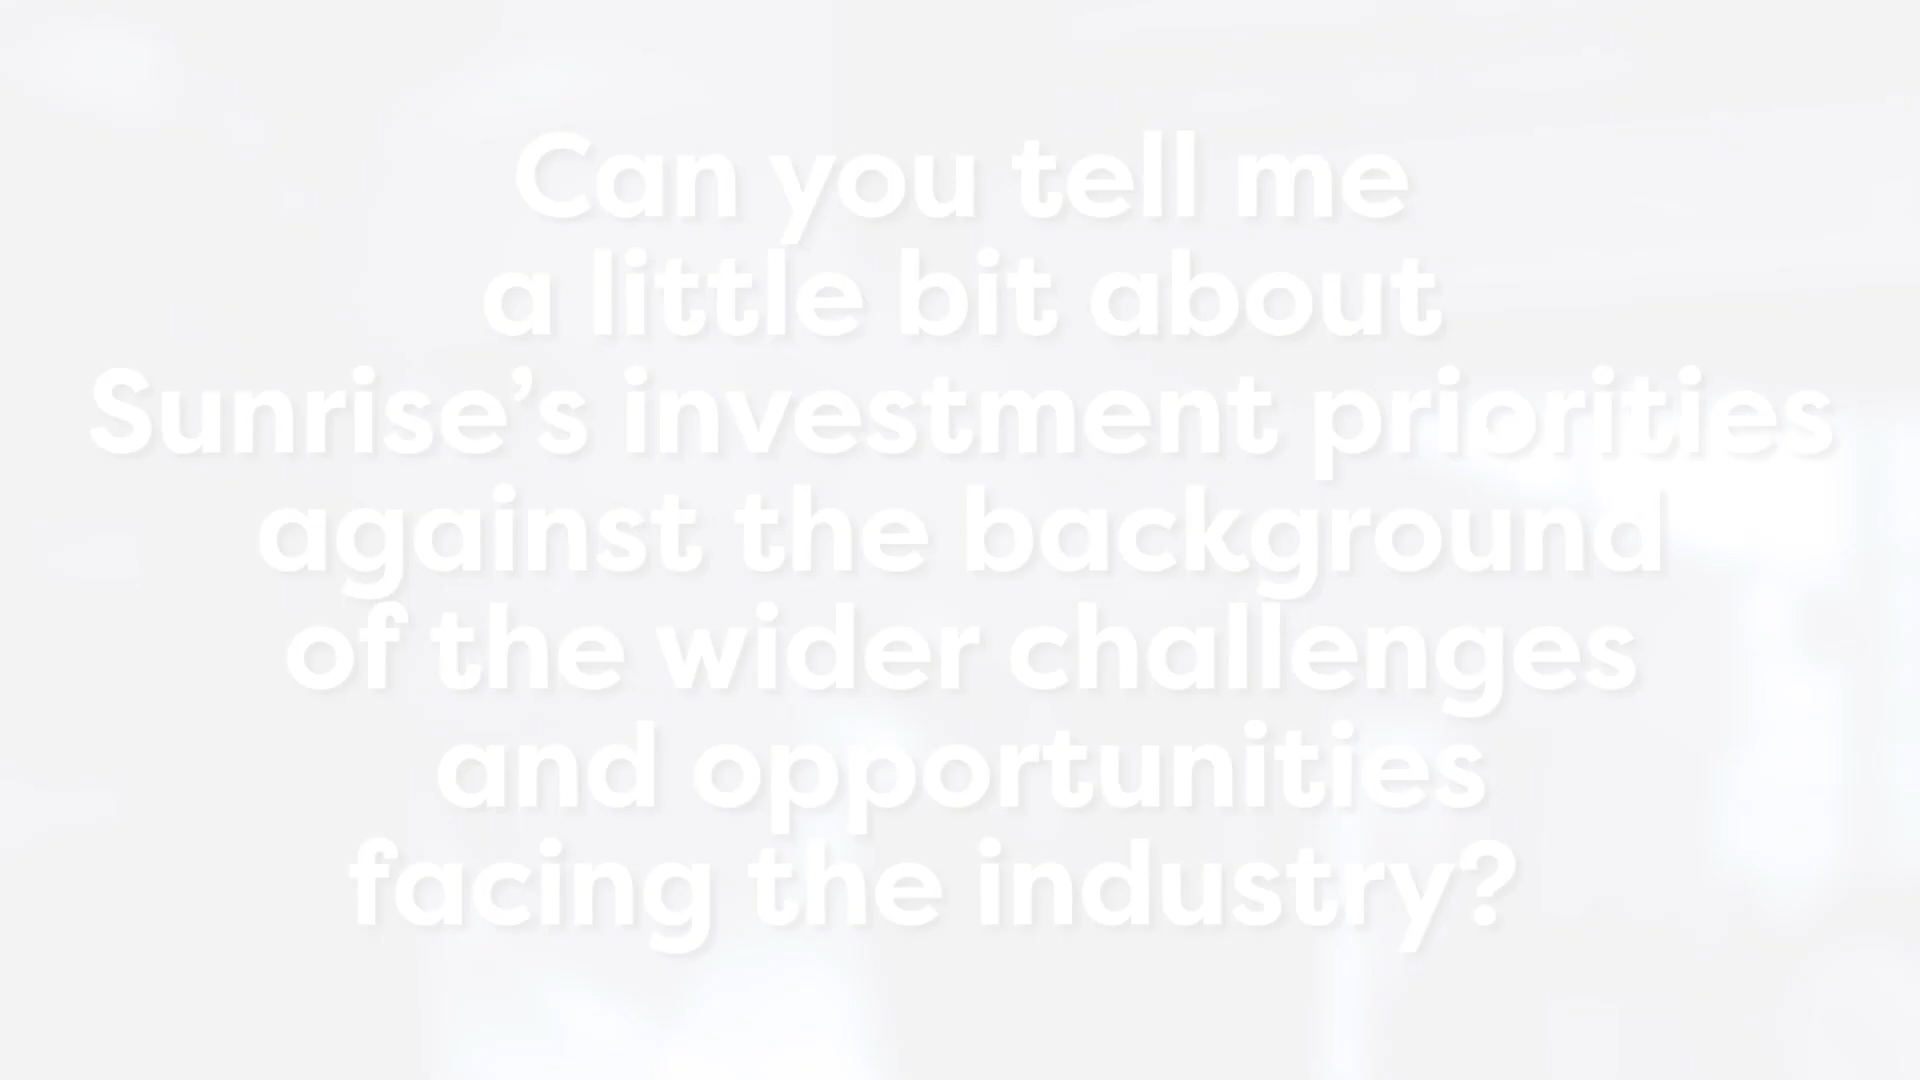 Can you tell me
a little bit about
Sunrise’s investment priorities
against the background
of the wider challenges
and opportunities
facing the industry?